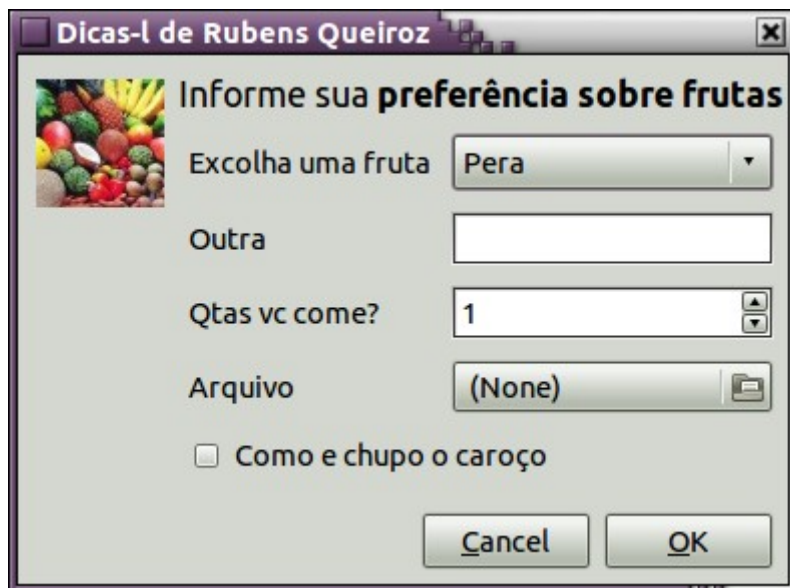 Dicas-l de Rubens Queiroz
Informe sua preferência sobre frutas
Excolha uma fruta Pera
Outra
Qtas vc come? 1
Arquivo (None)
Como e chupo o caroço
Cancel OK